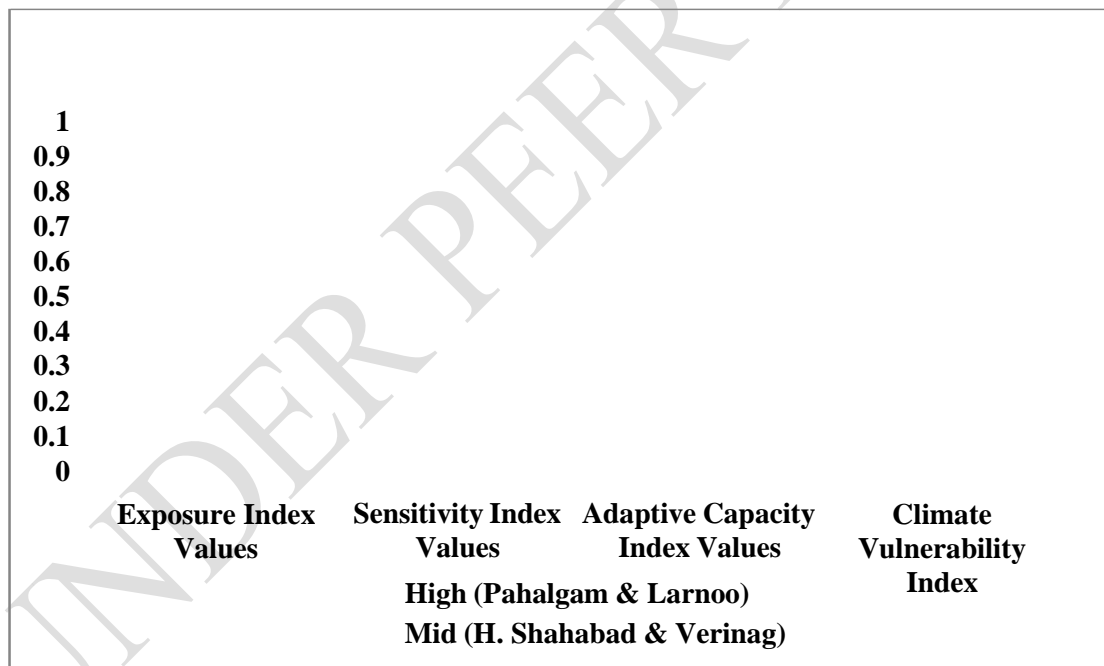 UNDER PEER
1
0.9
0.8
0.7
0.6
0.5
0.4
0.3
0.2
0.1
0
Exposure Index
Values
Sensitivity Index
Values
Adaptive Capacity
Index Values
Climate
Vulnerability
Index
High (Pahalgam & Larnoo)
Mid (H. Shahabad & Verinag)